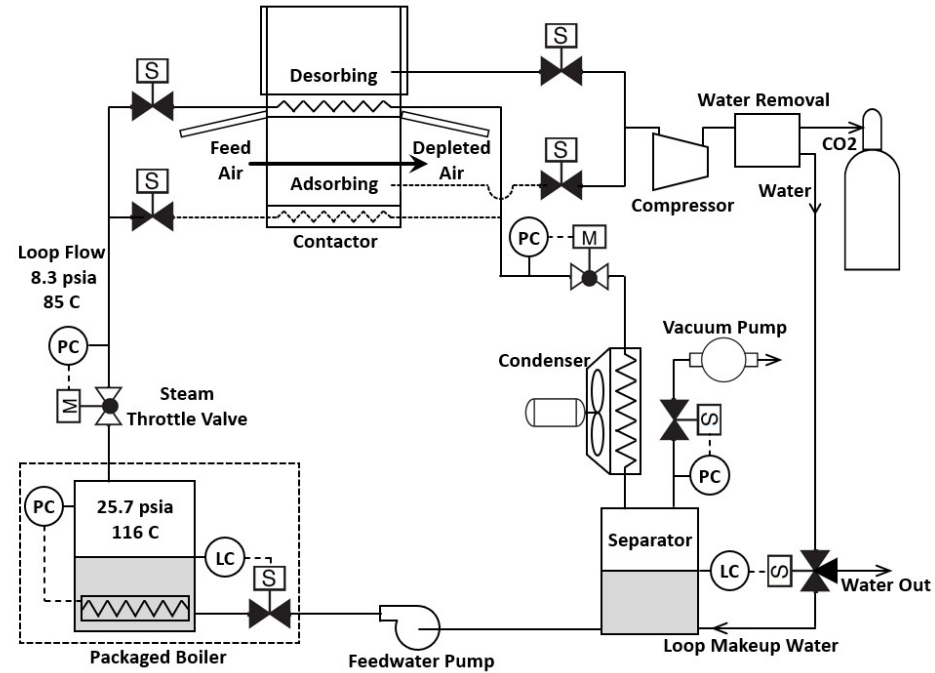 S
S
Desorbing
Water Removal
Feed
Air
Depleted
Air
CO2
S
S
Adsorbing
Compressor
Water
Contactor
PC
M
Loop Flow
8.3 psia
85 C
Vacuum Pump
PC
Condenser
M
Steam
Throttle Valve
S
PC
PC
25.7 psia
116 C
Separator
LC
LC
S
S
Water Out
Packaged Boiler
Feedwater Pump
Loop Makeup Water